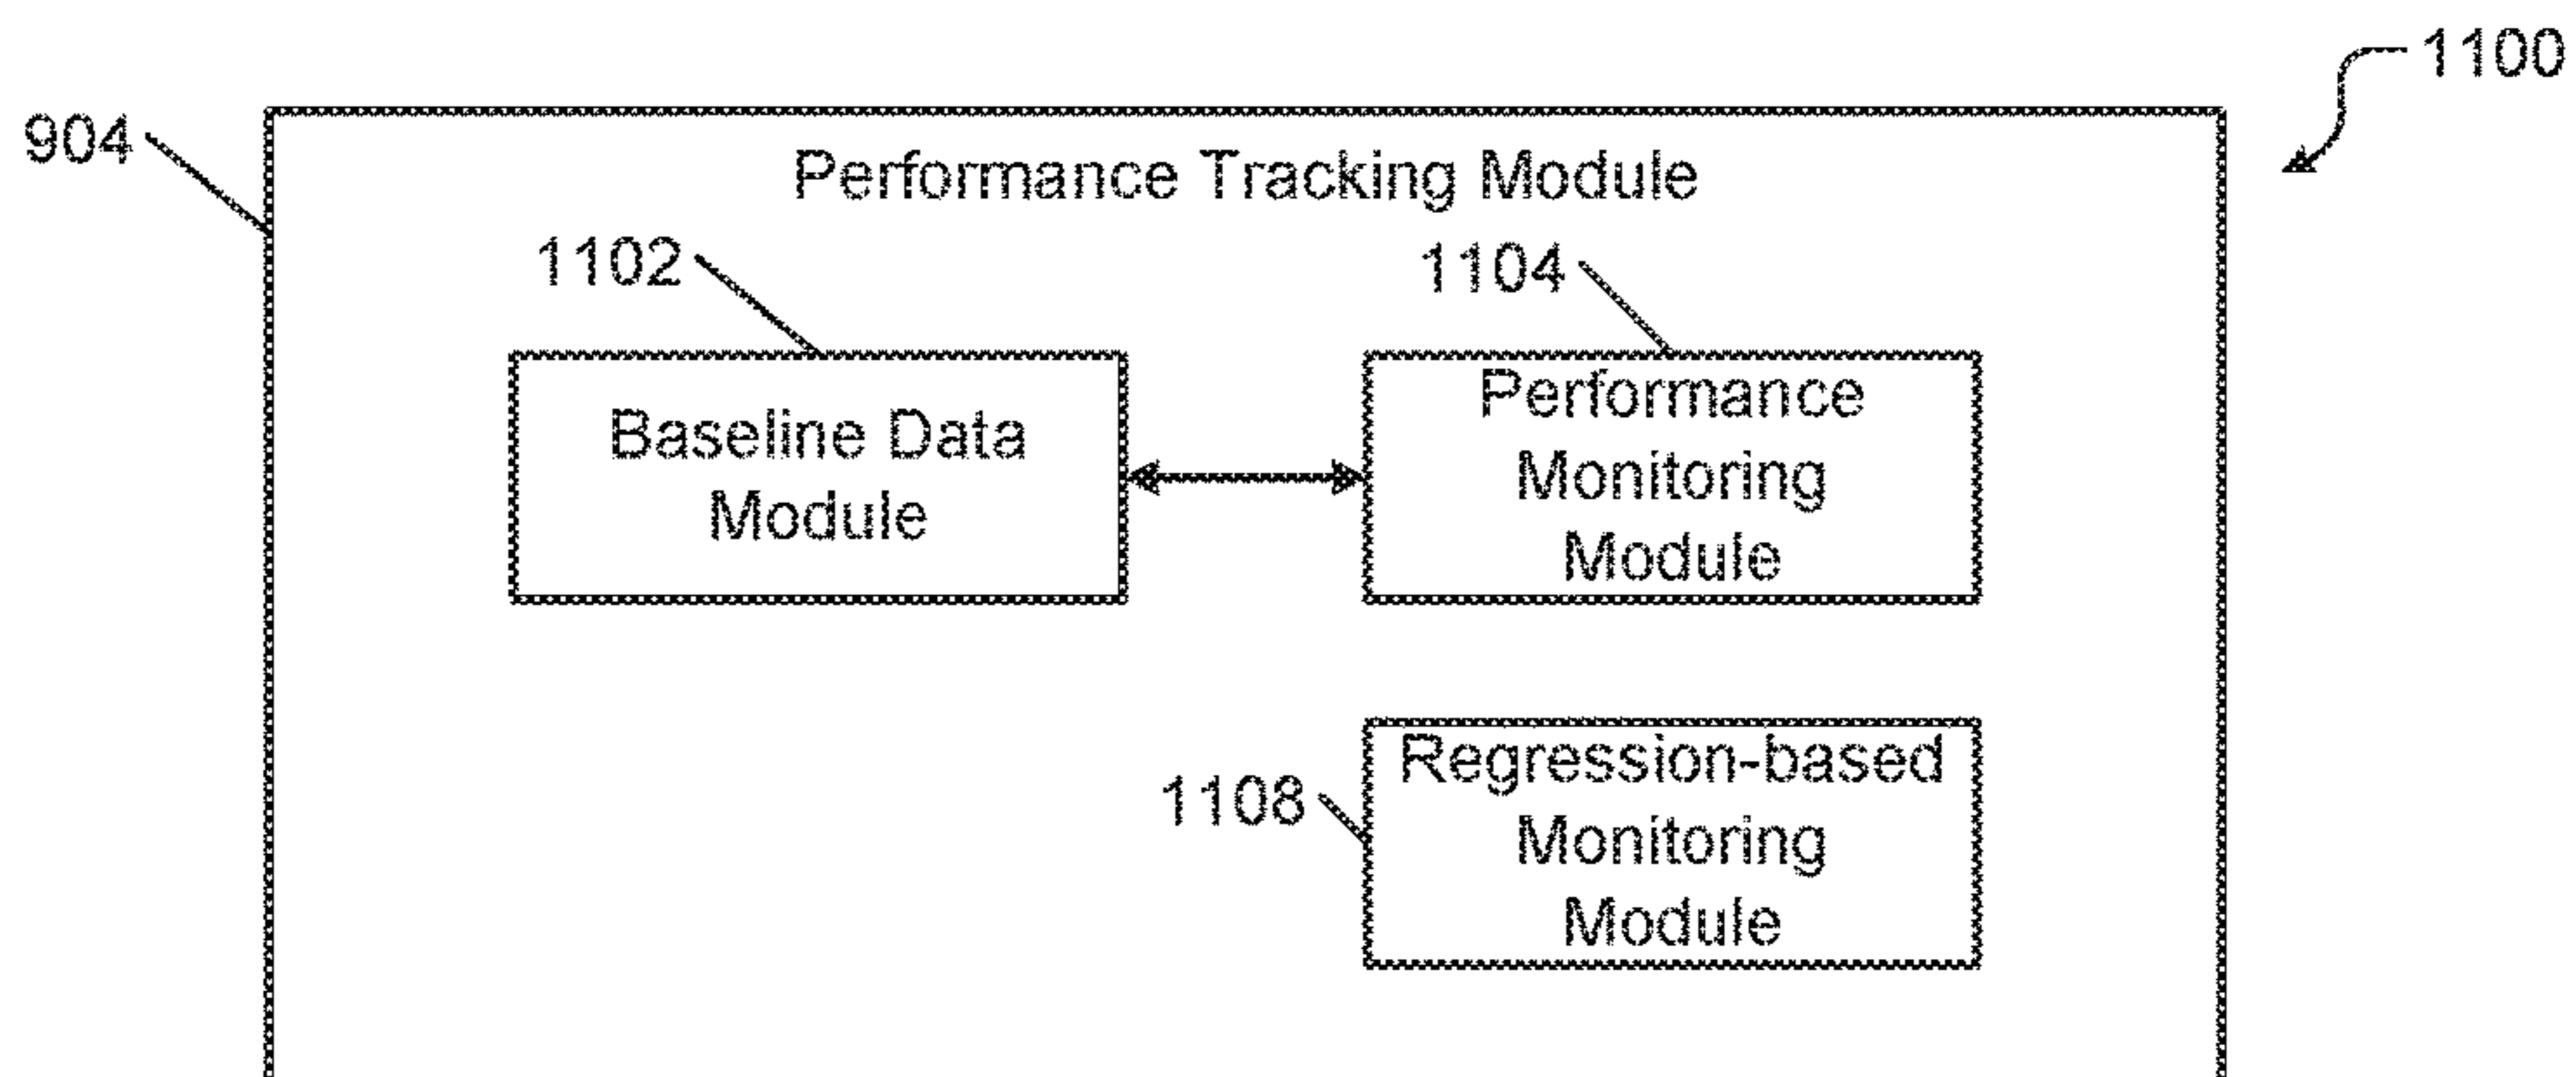 1100
904
Performance Tracking Module
1102
1104
Baseline Data
Module
Performance
Monitoring
Module
1108
Regression-based
Monitoring
Module